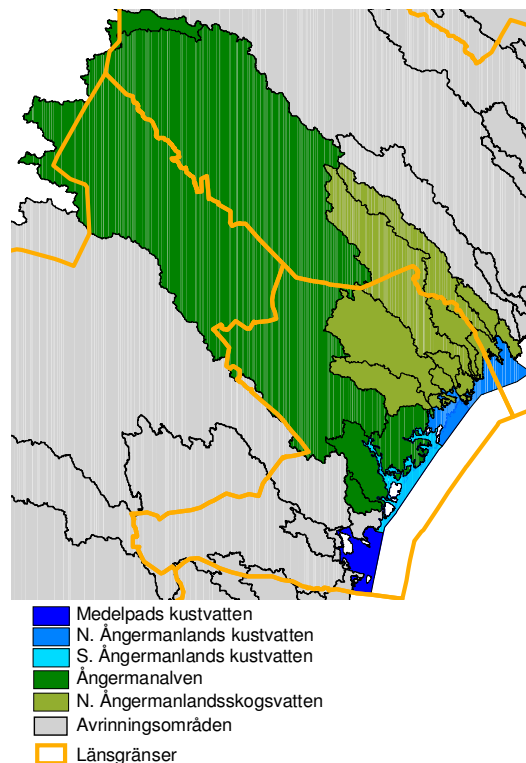 Medelpads kustvatten
N. Ångermanlands kustvatten
S. Ångermanlands kustvatten
Ångermanalven
N. Ångermanlandsskogsvatten
Avrinningsområden
Länsgränser